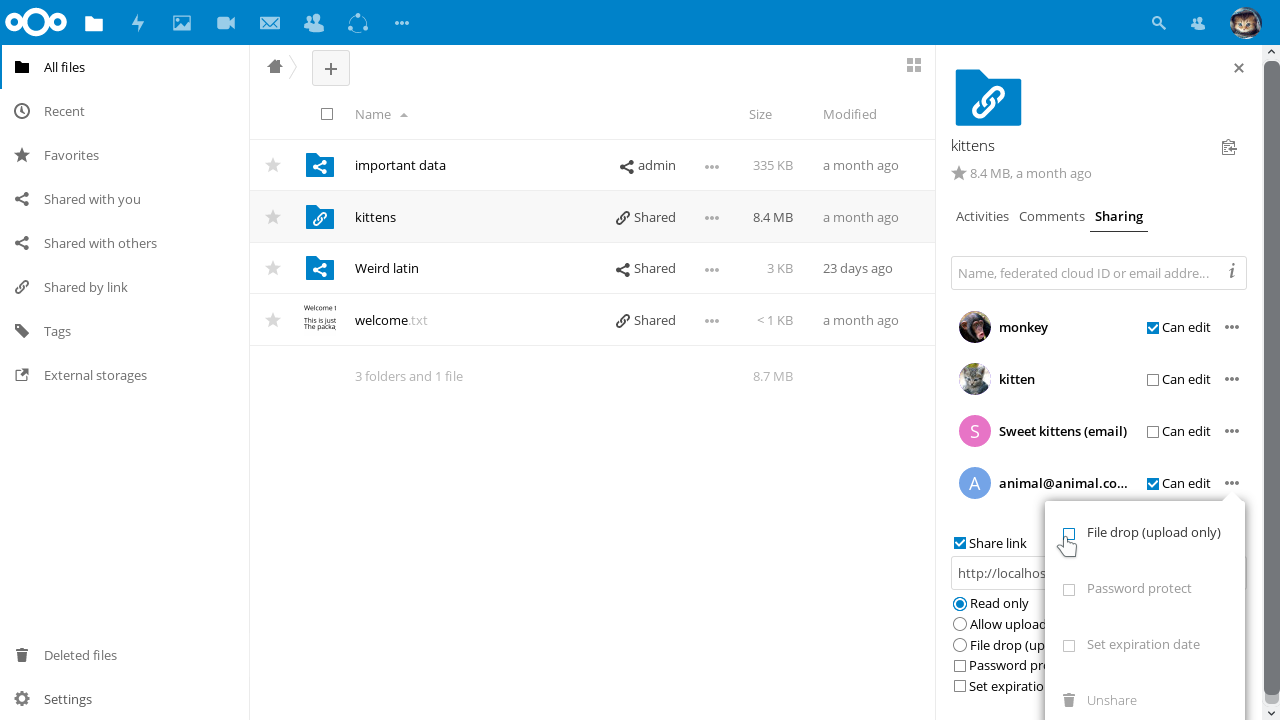 All files
Recent
Favorites
Shared with you
Shared with others
Shared by link
Tags
External storages
Deleted files
Settings
Name Size Modified
important data admin 335 KB a month ago
kittens Shared 8.4 MB a month ago
Weird latin Shared 3 KB 23 days ago
Welcome t
This is just
The packa
welcome.txt Shared < 1 KB a month ago
3 folders and 1 file 8.7 MB
kittens
8.4 MB, a month ago
Activities Comments Sharing
Name, federated cloud ID or email addre... i
monkey Can edit
kitten Can edit
S Sweet kittens (email) Can edit
A animal@animal.co... Can edit
Share link
http://localhos
Read only
Allow upload
File drop (up
Password pro
Set expiratio
File drop (upload only)
Password protect
Set expiration date
Unshare